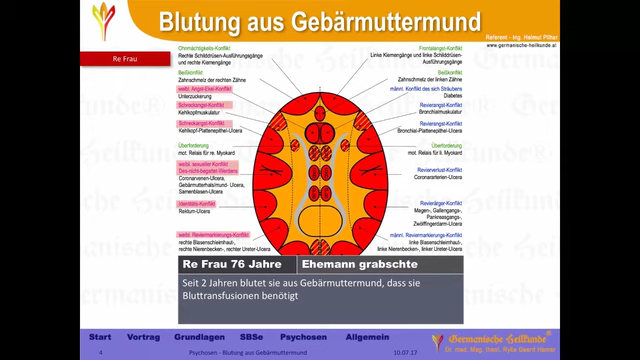 Blutung aus Gebärmuttermund
Referent - Ing. Helmut Pilhar
www.germanische-heilkunde.at
Re Frau
Ohnmächtigkeits-Konflikt
Rechte Schilddrüsen-Ausführungsgänge
und rechte Kiemengänge
Beißkonflikt
Zahnschmelz der rechten Zähne
weibl. Angst-Ekel-Konflikt
Unterzuckerung
Schreckangst-Konflikt
Kehlkopfmuskulatur
Schreckangst-Konflikt
Kehlkopf-Plattenepithel-Ulcera
Überforderung
mot. Relais für re. Myokard
weibl. sexueller Konflikt
Des-nicht-begattet-Werdens
Coronarvenen-Ulcera,
Gebärmutterhals/mund- Ulcera,
Samenblasen-Ulcera
Identitäts-Konflikt
Rektum-Ulcera
weibl. Reviermarkierungs-Konflikt
rechte Blasenschleimhaut-,
rechte Nierenbecken-, rechter Ureter-Ulcera
Frontalangst-Konflikt
Linke Kiemengänge und linke Schilddrüsen-
Ausführungsgänge
Beißkonflikt
Zahnschmelz der linken Zähne
männl. Konflikt des sich Sträubens
Diabetes
Revierangst-Konflikt
Bronchialmuskulatur
Revierangst-Konflikt
Bronchial-Plattenepithel-Ulcera
Überforderung
mot. Relais für li. Myokard
Revierverlust-Konflikt
Coronararterien-Ulcera
Revierärger-Konflikt
Magen-, Gallengangs-,
Pankreasgangs-,
Zwölffingerdarm-Ulcera
männl. Reviermarkierungs-Konflikt
linke Blasenschleimhaut-,
linke Nierenbecken-, linker Ureter-Ulcera
Re Frau 76 Jahre
Ehemann grabschte
Seit 2 Jahren blutet sie aus Gebärmuttermund, dass sie
Bluttransfusionen benötigt
Start Vortrag Grundlagen SBSe Psychosen Allgemein
Germanische Heilkunde®
Dr. med. Mag. theol. Ryke Geerd Hamer
4 Psychosen - Blutung aus Gebärmuttermund 10.07.17